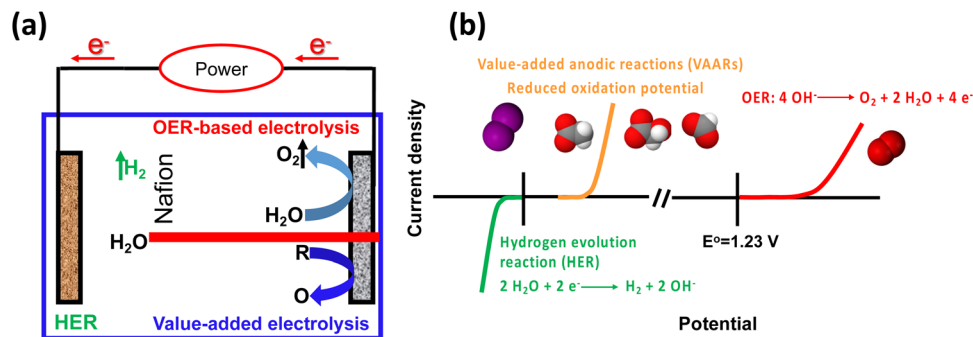 (a)
e⁻
e⁻
Power
OER-based electrolysis
O₂
H₂
Nafion
H₂O
H₂O
R
O
HER
Value-added electrolysis
(b)
Value-added anodic reactions (VAARs)
Reduced oxidation potential
OER: 4 OH⁻ ⟶ O₂ + 2 H₂O + 4 e⁻
Current density
//
E°=1.23 V
Hydrogen evolution
reaction (HER)
2 H₂O + 2 e⁻ ⟶ H₂ + 2 OH⁻
Potential